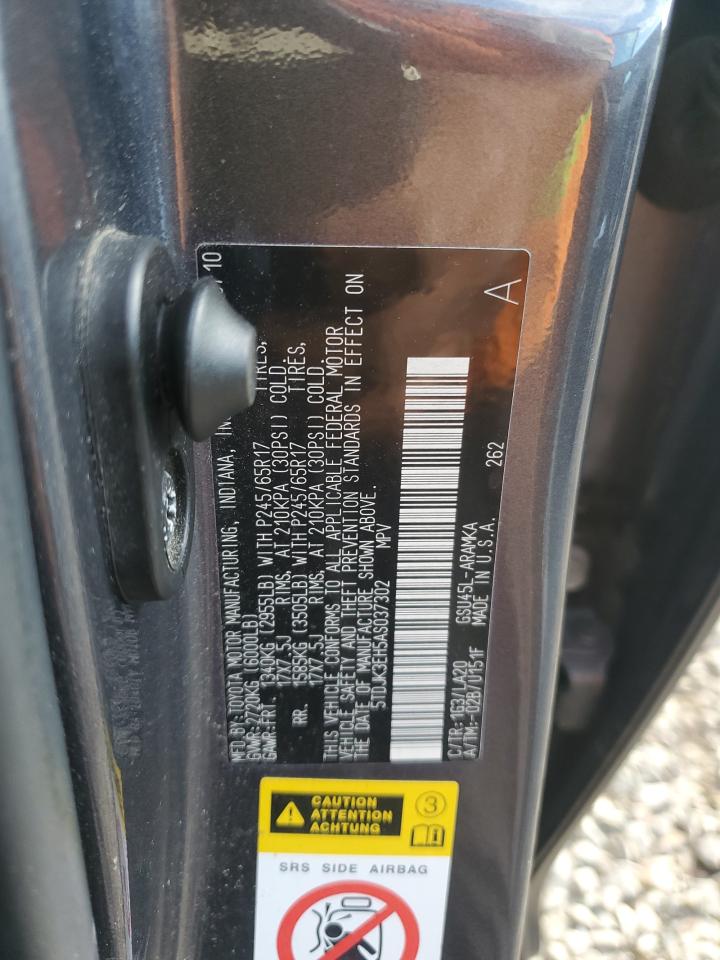 MFD.BY:TOYOTA MOTOR MANUFACTURING, INDIANA, IN 10
GVWR:2720KG (6000LB)
GAWR:FRT. 1340KG (2955LB) WITH P245/65R17 TIRES,
17X7.5J RIMS, AT 210KPA (30PSI) COLD
RR. 1585KG (3505LB) WITH P245/65R17 TIRES,
17X7.5J RIMS, AT 210KPA (30PSI) COLD.
THIS VEHICLE CONFORMS TO ALL APPLICABLE FEDERAL MOTOR
VEHICLE SAFETY AND THEFT PREVENTION STANDARDS IN EFFECT ON
THE DATE OF MANUFACTURE SHOWN ABOVE.
5TDJK3EH5AS037302 MPV
C/TR:1G3/LA20 GSU45L-ARAMKA 262 A
A/TM:-02B/U151F MADE IN U.S.A.
CAUTION
ATTENTION
ACHTUNG
3
SRS SIDE AIRBAG